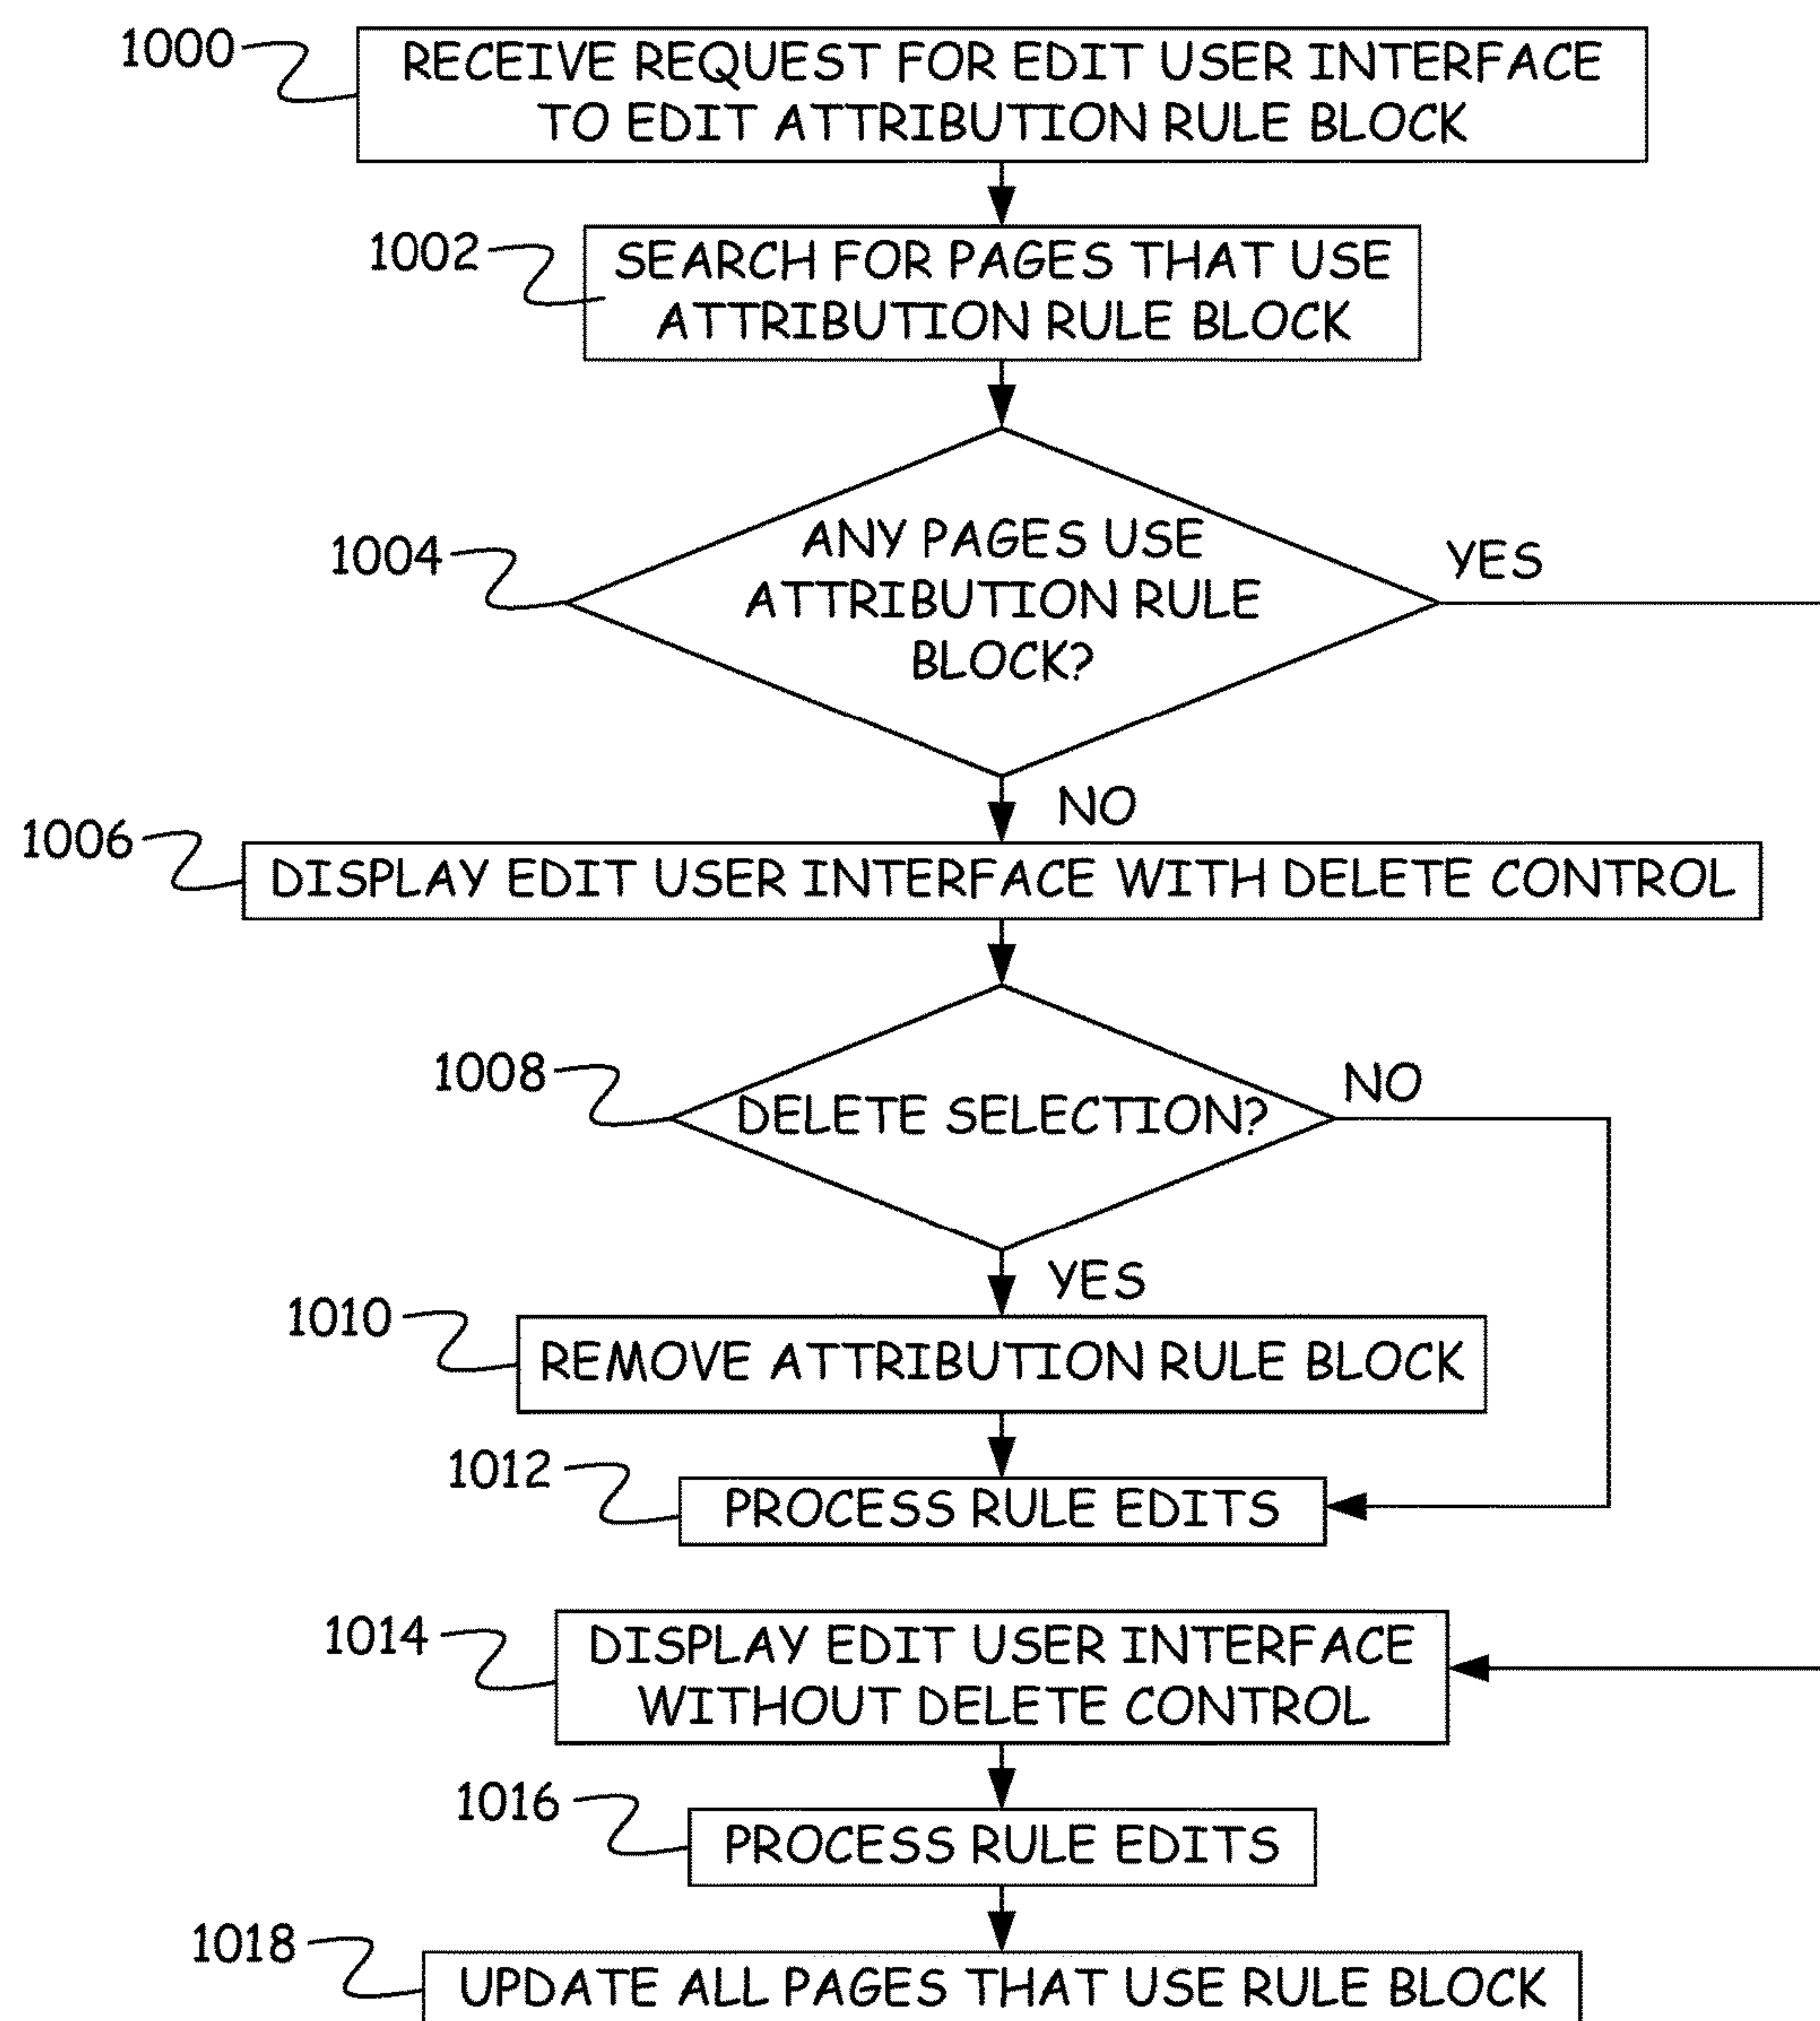 1000
RECEIVE REQUEST FOR EDIT USER INTERFACE
TO EDIT ATTRIBUTION RULE BLOCK
1002
SEARCH FOR PAGES THAT USE
ATTRIBUTION RULE BLOCK
1004
ANY PAGES USE
ATTRIBUTION RULE
BLOCK?
YES
NO
1006
DISPLAY EDIT USER INTERFACE WITH DELETE CONTROL
1008
DELETE SELECTION?
NO
YES
1010
REMOVE ATTRIBUTION RULE BLOCK
1012
PROCESS RULE EDITS
1014
DISPLAY EDIT USER INTERFACE
WITHOUT DELETE CONTROL
1016
PROCESS RULE EDITS
1018
UPDATE ALL PAGES THAT USE RULE BLOCK